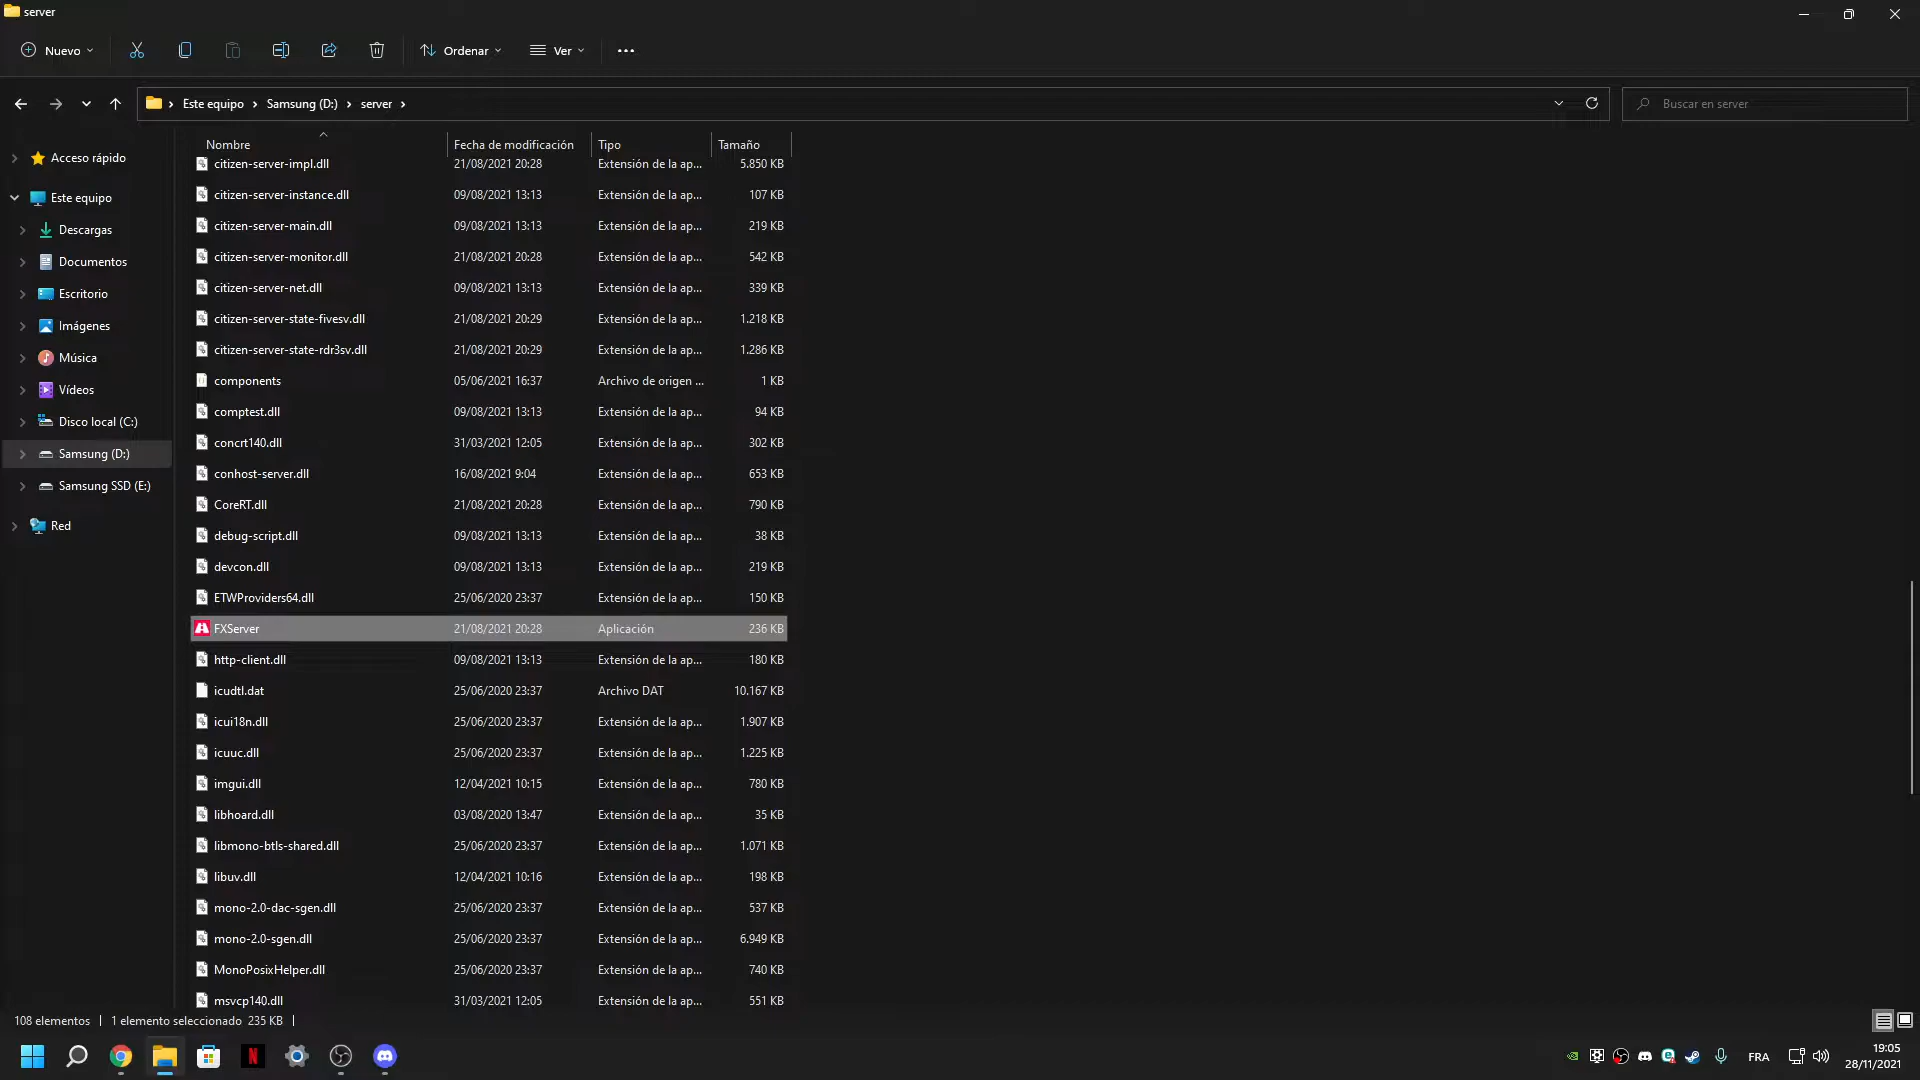 server
Nuevo
Ordenar
Ver
Este equipo
Samsung (D:)
server
Buscar en server
Nombre Fecha de modificación Tipo Tamaño
Acceso rápido
Este equipo
Descargas
Documentos
Escritorio
Imágenes
Música
Vídeos
Disco local (C:)
Samsung (D:)
Samsung SSD (E:)
Red
citizen-server-impl.dll 21/08/2021 20:28 Extensión de la ap... 5.850 KB
citizen-server-instance.dll 09/08/2021 13:13 Extensión de la ap... 107 KB
citizen-server-main.dll 09/08/2021 13:13 Extensión de la ap... 219 KB
citizen-server-monitor.dll 21/08/2021 20:28 Extensión de la ap... 542 KB
citizen-server-net.dll 09/08/2021 13:13 Extensión de la ap... 339 KB
citizen-server-state-fivesv.dll 21/08/2021 20:29 Extensión de la ap... 1.218 KB
citizen-server-state-rdr3sv.dll 21/08/2021 20:29 Extensión de la ap... 1.286 KB
components 05/06/2021 16:37 Archivo de origen ... 1 KB
comptest.dll 09/08/2021 13:13 Extensión de la ap... 94 KB
concrt140.dll 31/03/2021 12:05 Extensión de la ap... 302 KB
conhost-server.dll 16/08/2021 9:04 Extensión de la ap... 653 KB
CoreRT.dll 21/08/2021 20:28 Extensión de la ap... 790 KB
debug-script.dll 09/08/2021 13:13 Extensión de la ap... 38 KB
devcon.dll 09/08/2021 13:13 Extensión de la ap... 219 KB
ETWProviders64.dll 25/06/2020 23:37 Extensión de la ap... 150 KB
FXServer 21/08/2021 20:28 Aplicación 236 KB
http-client.dll 09/08/2021 13:13 Extensión de la ap... 180 KB
icudtl.dat 25/06/2020 23:37 Archivo DAT 10.167 KB
icui18n.dll 25/06/2020 23:37 Extensión de la ap... 1.907 KB
icuuc.dll 25/06/2020 23:37 Extensión de la ap... 1.225 KB
imgui.dll 12/04/2021 10:15 Extensión de la ap... 780 KB
libhoard.dll 03/08/2020 13:47 Extensión de la ap... 35 KB
libmono-btls-shared.dll 25/06/2020 23:37 Extensión de la ap... 1.071 KB
libuv.dll 12/04/2021 10:16 Extensión de la ap... 198 KB
mono-2.0-dac-sgen.dll 25/06/2020 23:37 Extensión de la ap... 537 KB
mono-2.0-sgen.dll 25/06/2020 23:37 Extensión de la ap... 6.949 KB
MonoPosixHelper.dll 25/06/2020 23:37 Extensión de la ap... 740 KB
msvcp140.dll 31/03/2021 12:05 Extensión de la ap... 551 KB
108 elementos 1 elemento seleccionado 235 KB
N
FRA
19:05
28/11/2021